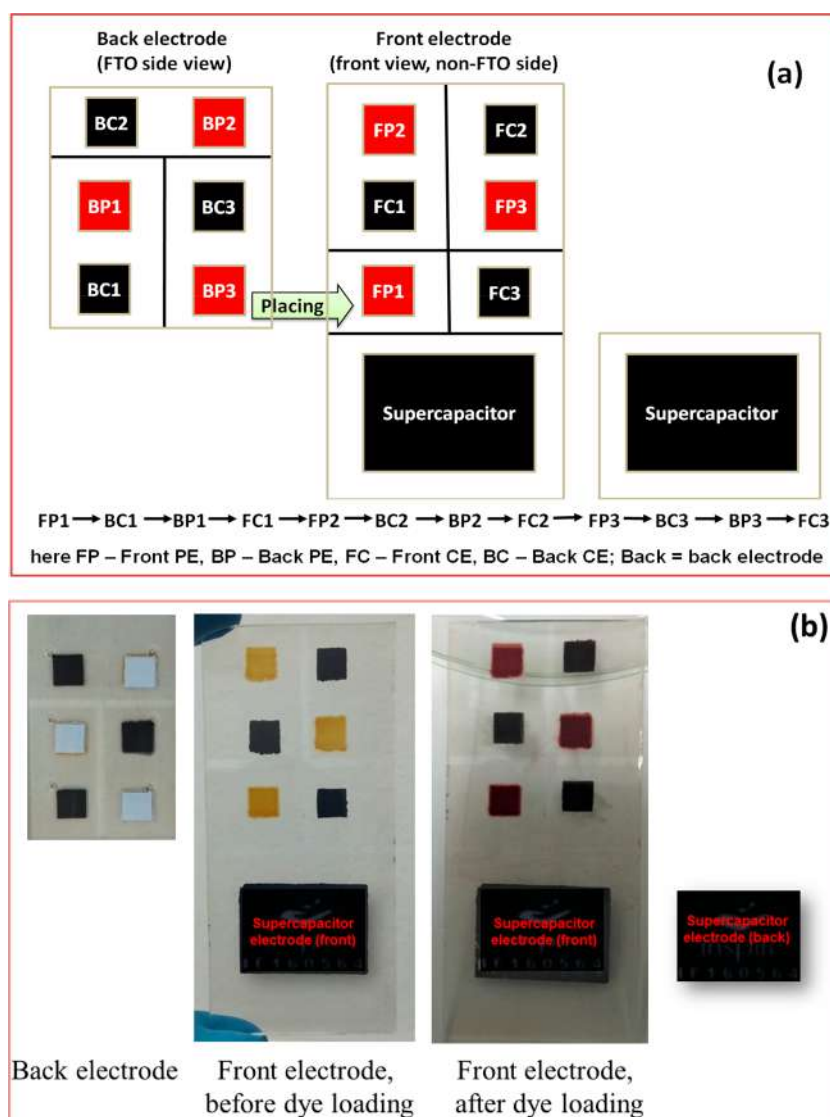 Back electrode
(FTO side view)
Front electrode
(front view, non-FTO side)
(a)
BC2 BP2
BP1 BC3
BC1 BP3
Placing
FP2 FC2
FC1 FP3
FP1 FC3
Supercapacitor
Supercapacitor
FP1→BC1→BP1→FC1→FP2→BC2→BP2→FC2→FP3→BC3→BP3→FC3
here FP – Front PE, BP – Back PE, FC – Front CE, BC – Back CE; Back = back electrode
(b)
Supercapacitor
electrode (front)
Supercapacitor
electrode (front)
Supercapacitor
electrode (back)
Back electrode
Front electrode,
before dye loading
Front electrode,
after dye loading